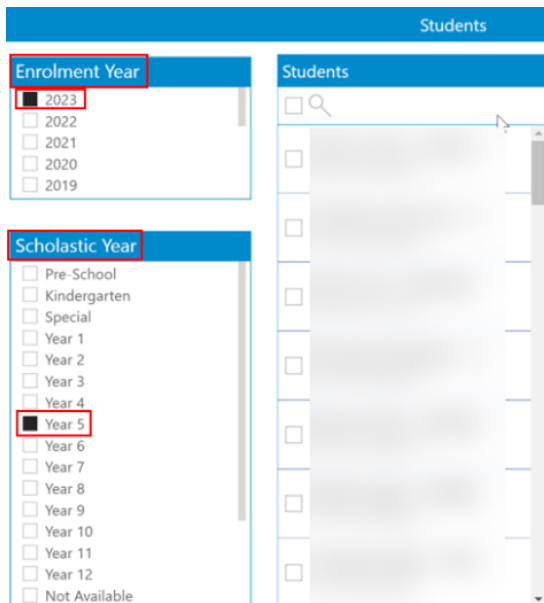 Students
Enrolment Year
2023
2022
2021
2020
2019
Scholastic Year
Pre-School
Kindergarten
Special
Year 1
Year 2
Year 3
Year 4
Year 5
Year 6
Year 7
Year 8
Year 9
Year 10
Year 11
Year 12
Not Available
Students